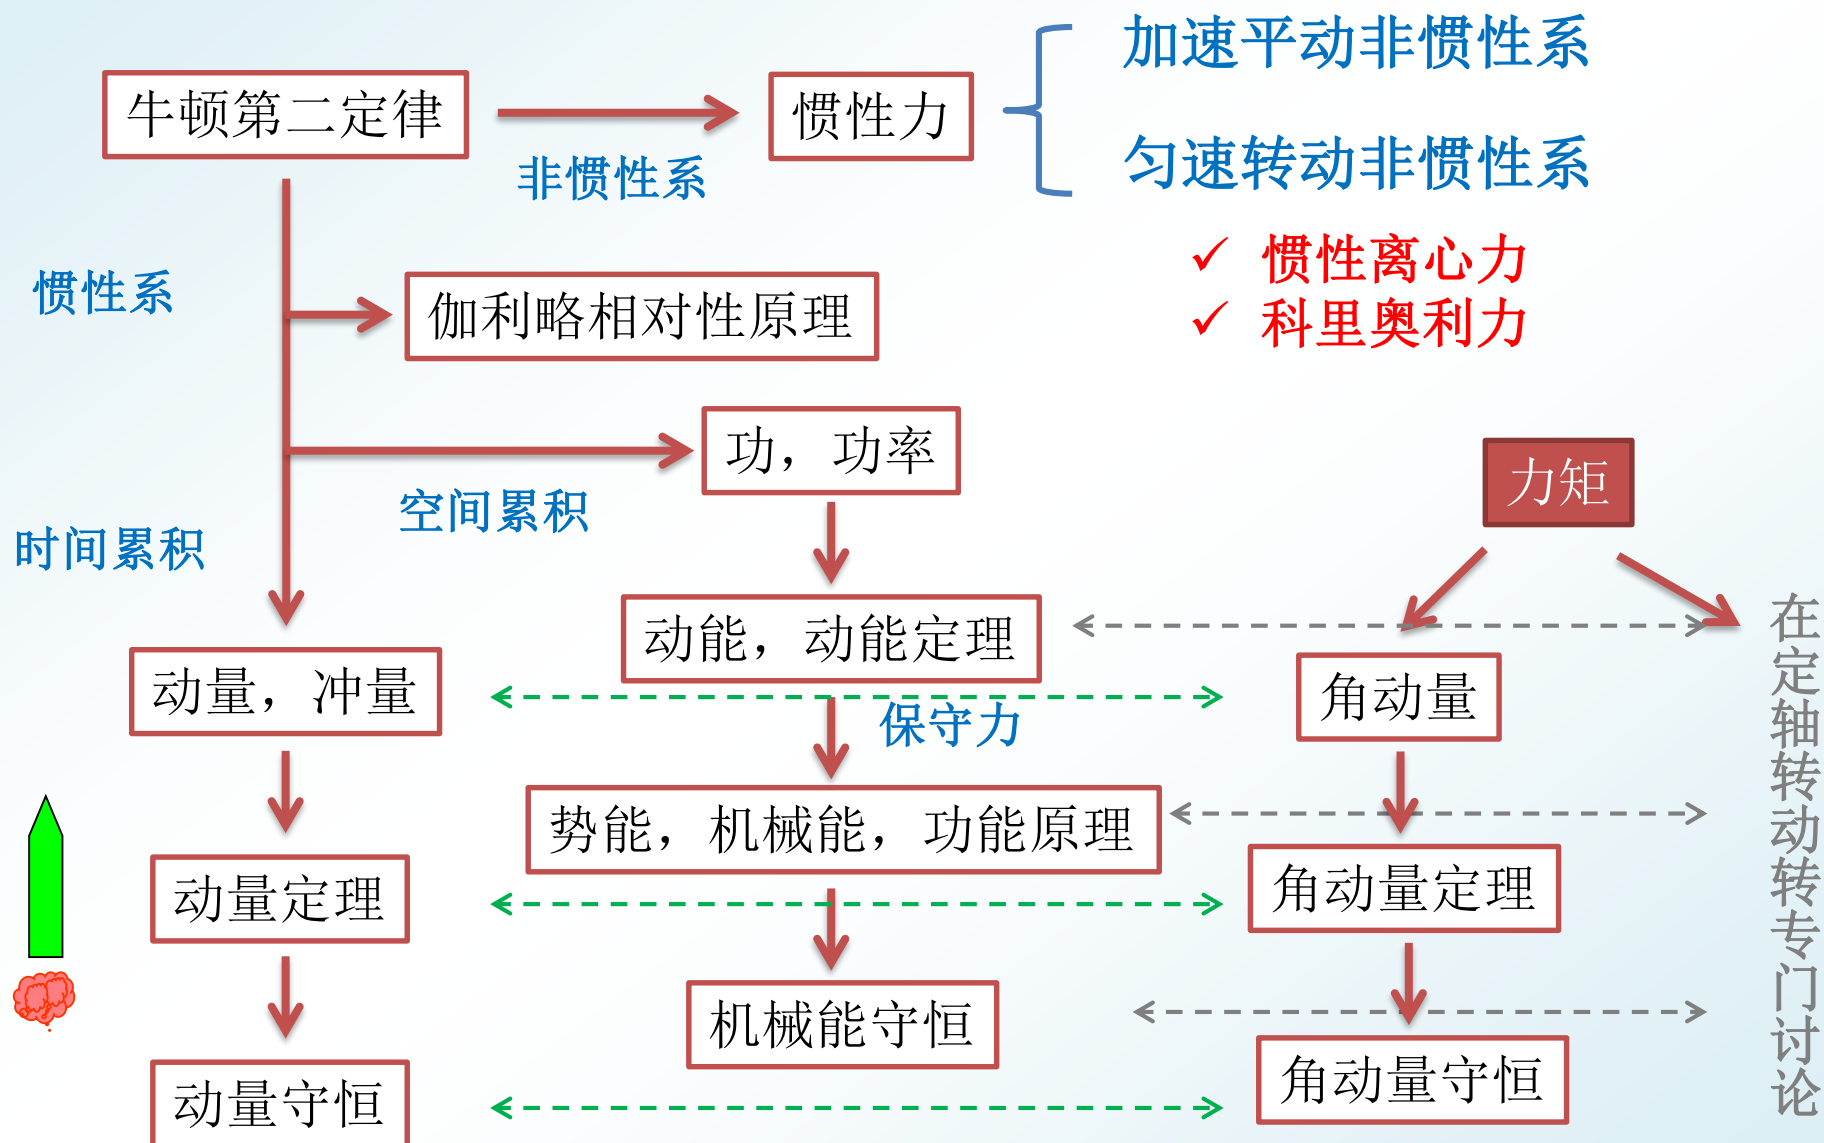 加速平动非惯性系
牛顿第二定律
惯性力
非惯性系
匀速转动非惯性系
惯性系
✓ 惯性离心力
伽利略相对性原理
✓ 科里奥利力
功，功率
空间累积
力矩
时间累积
动能，动能定理
动量，冲量
保守力
角动量
势能，机械能，功能原理
动量定理
角动量定理
机械能守恒
角动量守恒
动量守恒
在定轴转动转专门讨论